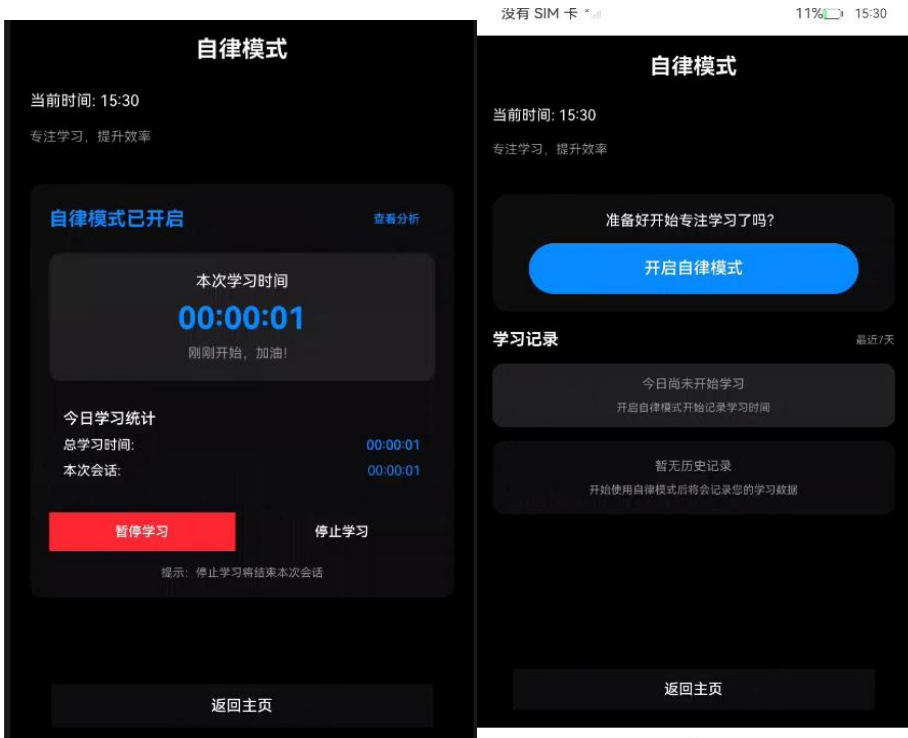 自律模式
当前时间: 15:30
专注学习，提升效率
自律模式已开启
查看分析
本次学习时间
00:00:01
刚刚开始，加油!
今日学习统计
总学习时间:
00:00:01
本次会话:
00:00:01
暂停学习
停止学习
提示: 停止学习将结束本次会话
返回主页
没有 SIM 卡
11%
15:30
自律模式
当前时间: 15:30
专注学习，提升效率
准备好开始专注学习了吗?
开启自律模式
学习记录
最近7天
今日尚未开始学习
开启自律模式开始记录学习时间
暂无历史记录
开始使用自律模式后将会记录您的学习数据
返回主页